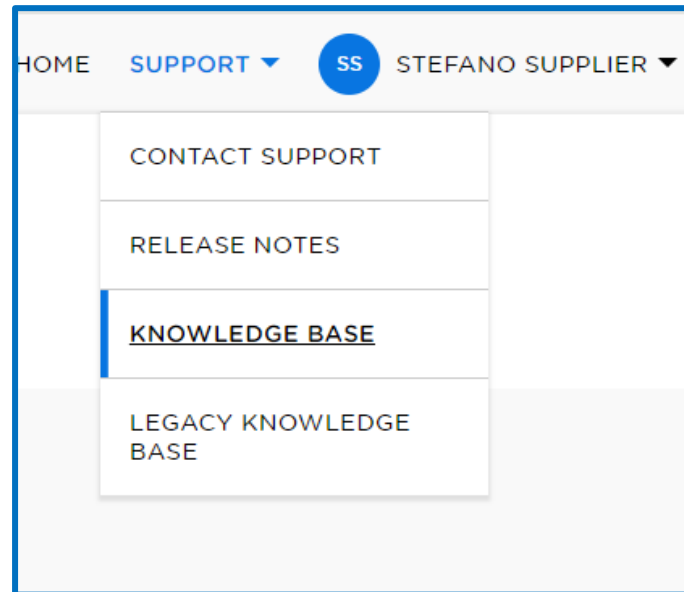 HOME SUPPORT SS STEFANO SUPPLIER
CONTACT SUPPORT
RELEASE NOTES
KNOWLEDGE BASE
LEGACY KNOWLEDGE
BASE